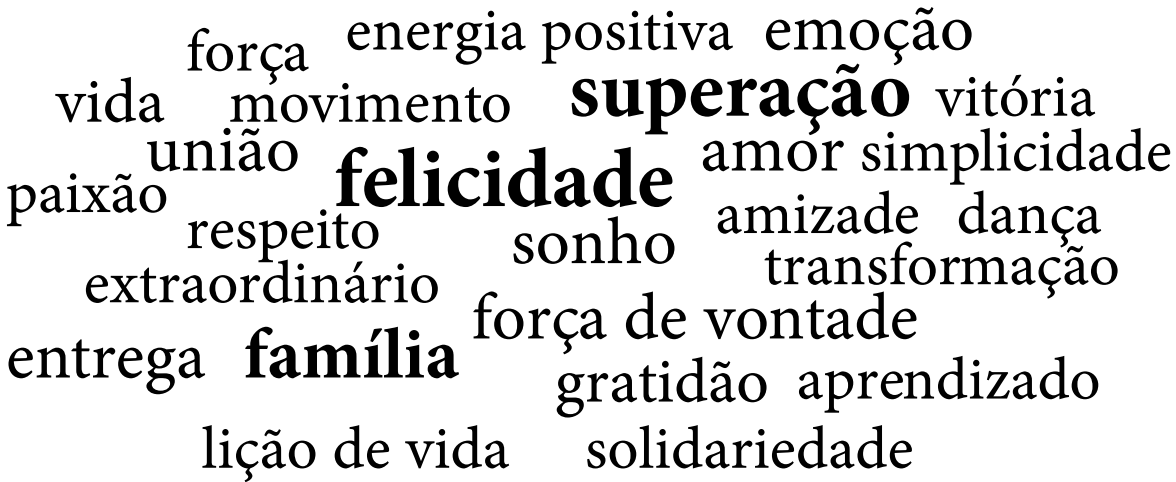 força energia positiva emoção
vida movimento superação vitória
união felicidade amor simplicidade
paixão respeito sonho amizade dança
extraordinário transformação
entrega família força de vontade
gratidão aprendizado
lição de vida solidariedade